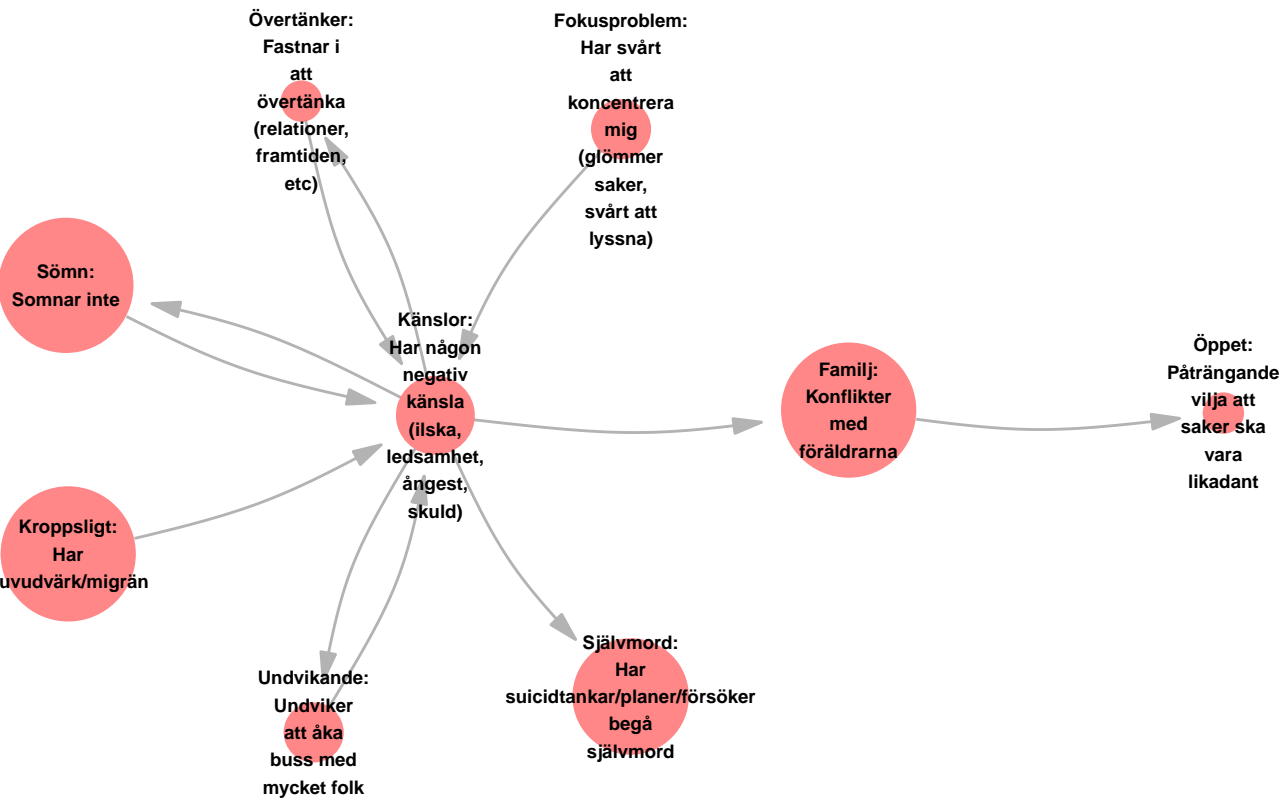 Övertänker:
Fastnar i
att
övertänka
(relationer,
framtiden,
etc)
Fokusproblem:
Har svårt
att
koncentrera
mig
(glömmer
saker,
svårt att
lyssna)
Sömn:
Somnar inte
Känslor:
Har någon
negativ
känsla
(ilska,
ledsamhet,
ångest,
skuld)
Familj:
Konflikter
med
föräldrarna
Öppet:
Påträngande
vilja att
saker ska
vara
likadant
Kroppsligt:
Har
uvudvärk/migrän
Undvikande:
Undviker
att åka
buss med
mycket folk
Självmord:
Har
suicidtankar/planer/försöker
begå
självmord